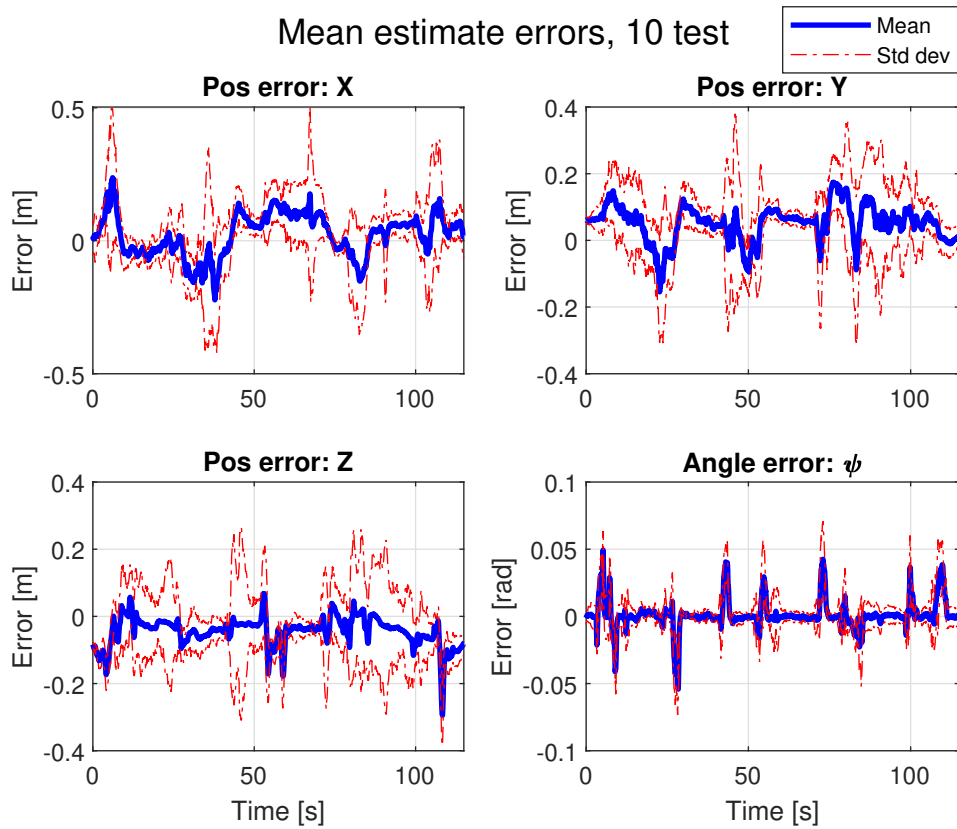 Mean estimate errors, 10 test
Mean
Std dev
Pos error: X
0.5
0
-0.5
Error [m]
0
50
100
Pos error: Y
0.4
0.2
0
-0.2
-0.4
Error [m]
0
50
100
Pos error: Z
0.4
0.2
0
-0.2
-0.4
Error [m]
0
50
100
Time [s]
Angle error: ψ
0.1
0.05
0
-0.05
-0.1
Error [rad]
0
50
100
Time [s]